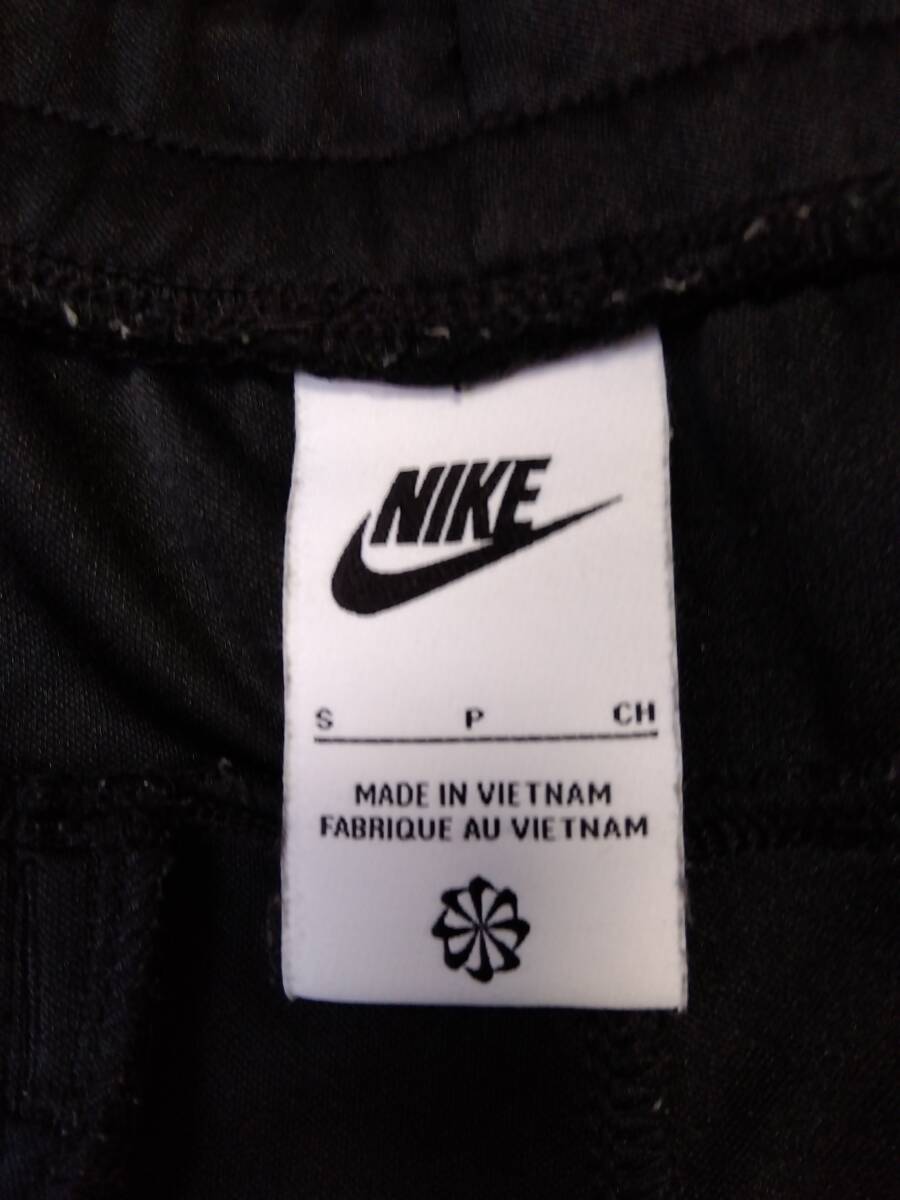 NIKE
S P CH
MADE IN VIETNAM
FABRIQUE AU VIETNAM